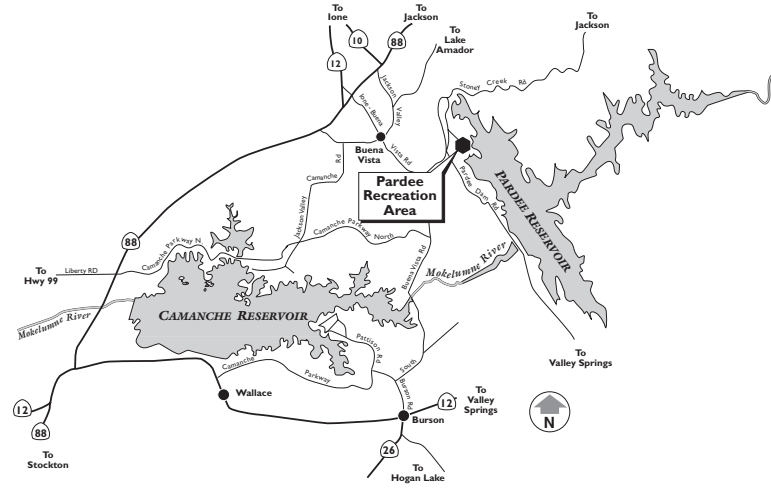 To
Ione
To
Jackson
To
Jackson
10
88
12
To
Lake
Amador
Stoney Creek Rd
Jackson
Valley
Ione - Buena
Vista Rd
Buena
Vista
Camanche
Rd
Jackson Valley
Pardee
Recreation
Area
Pardee Dam Rd
PARDEE RESERVOIR
88
Camanche Parkway N
Camanche Parkway North
Buena Vista Rd
Mokelumne River
To
Hwy 99
Liberty RD
Mokelumne River
CAMANCHE RESERVOIR
Pattison
Rd
Camanche
Parkway
South
Burson Rd
To
Valley Springs
Wallace
To
Valley
Springs
12
Burson
12
88
To
Stockton
26
To
Hogan Lake
N